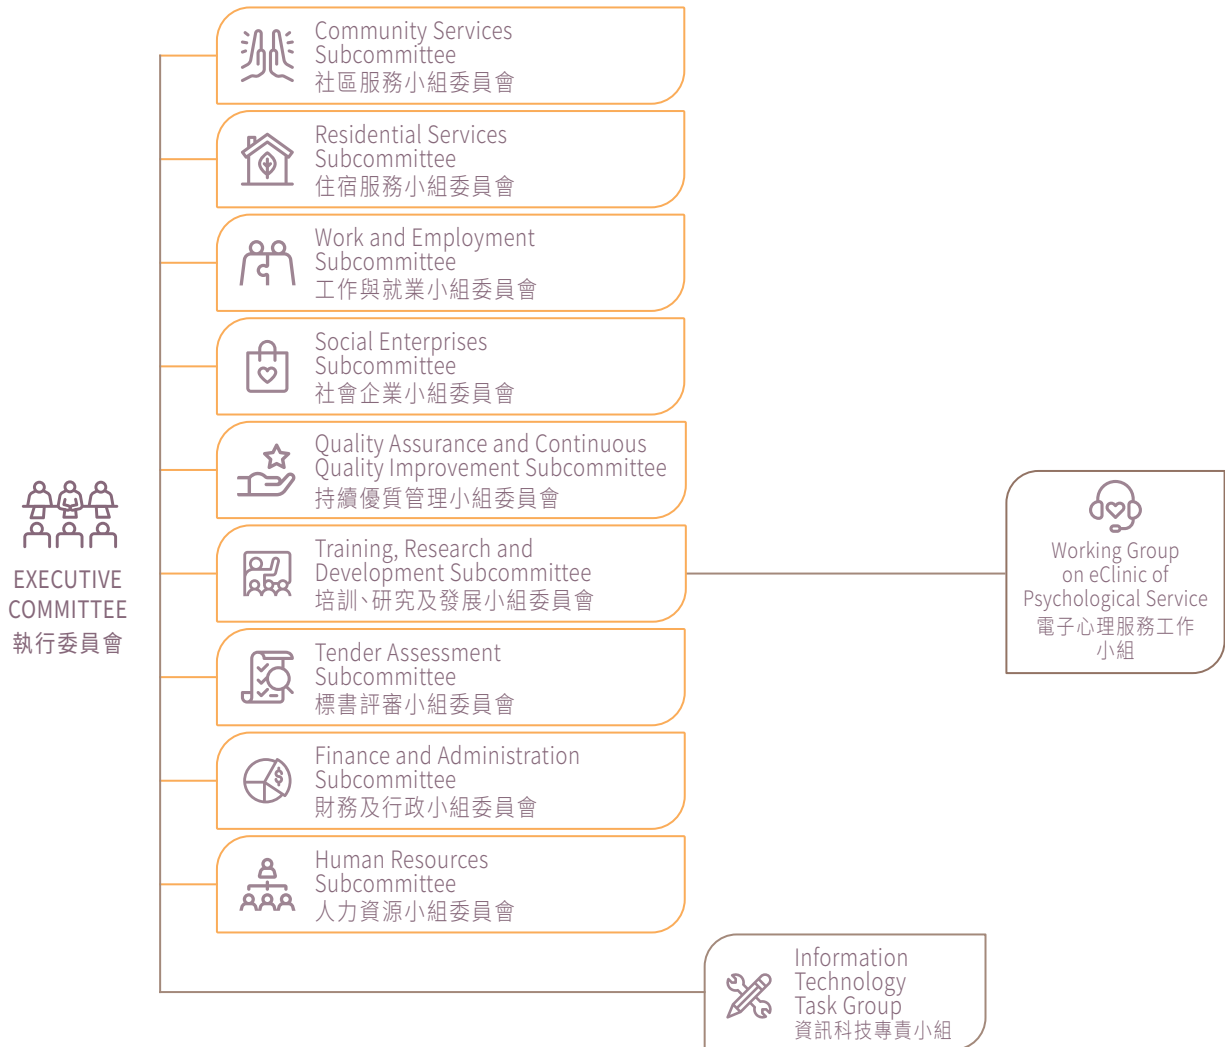 Community Services
Subcommittee
社區服務小組委員會
Residential Services
Subcommittee
住宿服務小組委員會
Work and Employment
Subcommittee
工作與就業小組委員會
Social Enterprises
Subcommittee
社會企業小組委員會
Quality Assurance and Continuous
Quality Improvement Subcommittee
持續優質管理小組委員會
EXECUTIVE
COMMITTEE
執行委員會
Training, Research and
Development Subcommittee
培訓、研究及發展小組委員會
Working Group
on eClinic of
Psychological Service
電子心理服務工作
小組
Tender Assessment
Subcommittee
標書評審小組委員會
$
Finance and Administration
Subcommittee
財務及行政小組委員會
Human Resources
Subcommittee
人力資源小組委員會
Information
Technology
Task Group
資訊科技專責小組